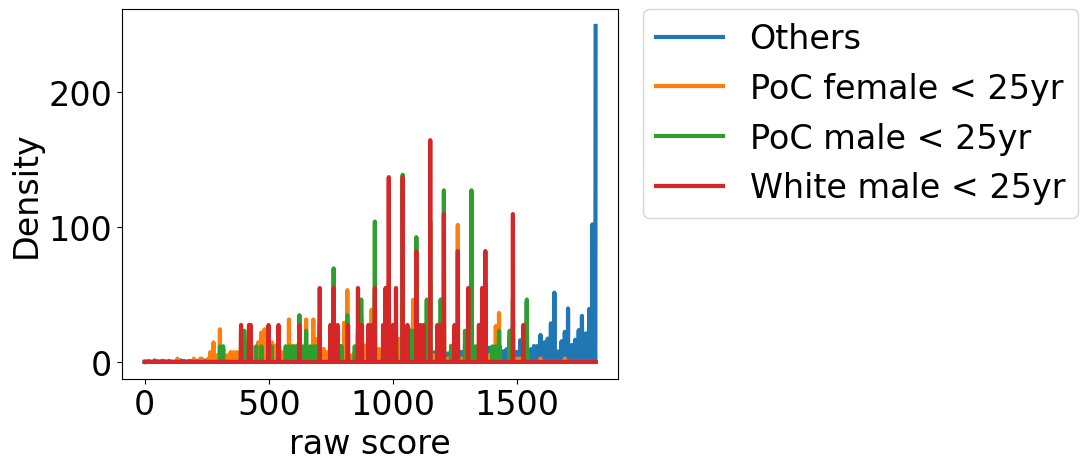 Density
200
100
0
0 500 1000 1500
raw score
Others
PoC female < 25yr
PoC male < 25yr
White male < 25yr